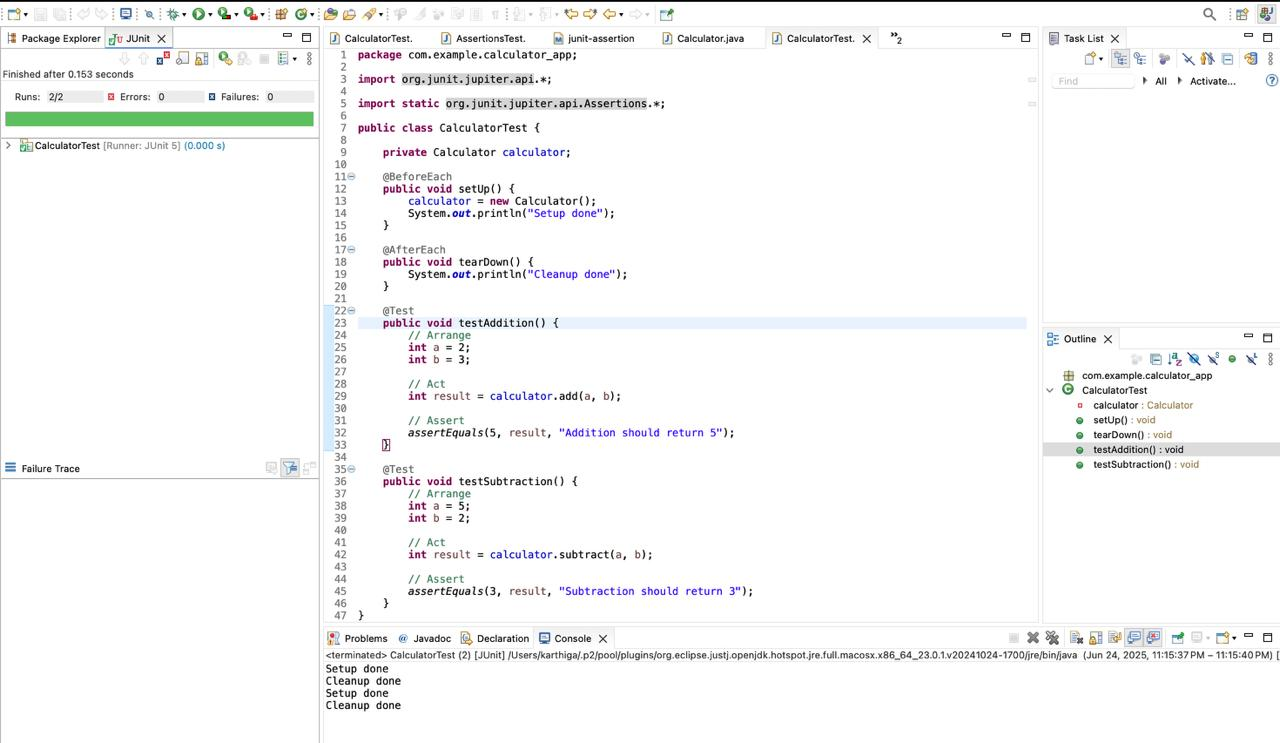 Package Explorer
JUnit
Finished after 0.153 seconds
Runs: 2/2
Errors: 0
Failures: 0
CalculatorTest [Runner: JUnit 5] (0.000 s)
Failure Trace
CalculatorTest.
AssertionsTest.
junit-assertion
Calculator.java
CalculatorTest.
»2
1 package com.example.calculator_app;
2
3 import org.junit.jupiter.api.*;
4
5 import static org.junit.jupiter.api.Assertions.*;
6
7 public class CalculatorTest {
8
9     private Calculator calculator;
10
11     @BeforeEach
12     public void setUp() {
13         calculator = new Calculator();
14         System.out.println("Setup done");
15     }
16
17     @AfterEach
18     public void tearDown() {
19         System.out.println("Cleanup done");
20     }
21
22     @Test
23     public void testAddition() {
24         // Arrange
25         int a = 2;
26         int b = 3;
27
28         // Act
29         int result = calculator.add(a, b);
30
31         // Assert
32         assertEquals(5, result, "Addition should return 5");
33     }
34
35     @Test
36     public void testSubtraction() {
37         // Arrange
38         int a = 5;
39         int b = 2;
40
41         // Act
42         int result = calculator.subtract(a, b);
43
44         // Assert
45         assertEquals(3, result, "Subtraction should return 3");
46     }
47 }
Problems
Javadoc
Declaration
Console
<terminated> CalculatorTest (2) [JUnit] /Users/karthiga/.p2/pool/plugins/org.eclipse.justj.openjdk.hotspot.jre.full.macosx.x86_64_23.0.1.v20241024-1700/jre/bin/java (Jun 24, 2025, 11:15:37 PM – 11:15:40 PM) [
Setup done
Cleanup done
Setup done
Cleanup done
Task List
Find
All
Activate...
Outline
com.example.calculator_app
CalculatorTest
calculator : Calculator
setUp() : void
tearDown() : void
testAddition() : void
testSubtraction() : void